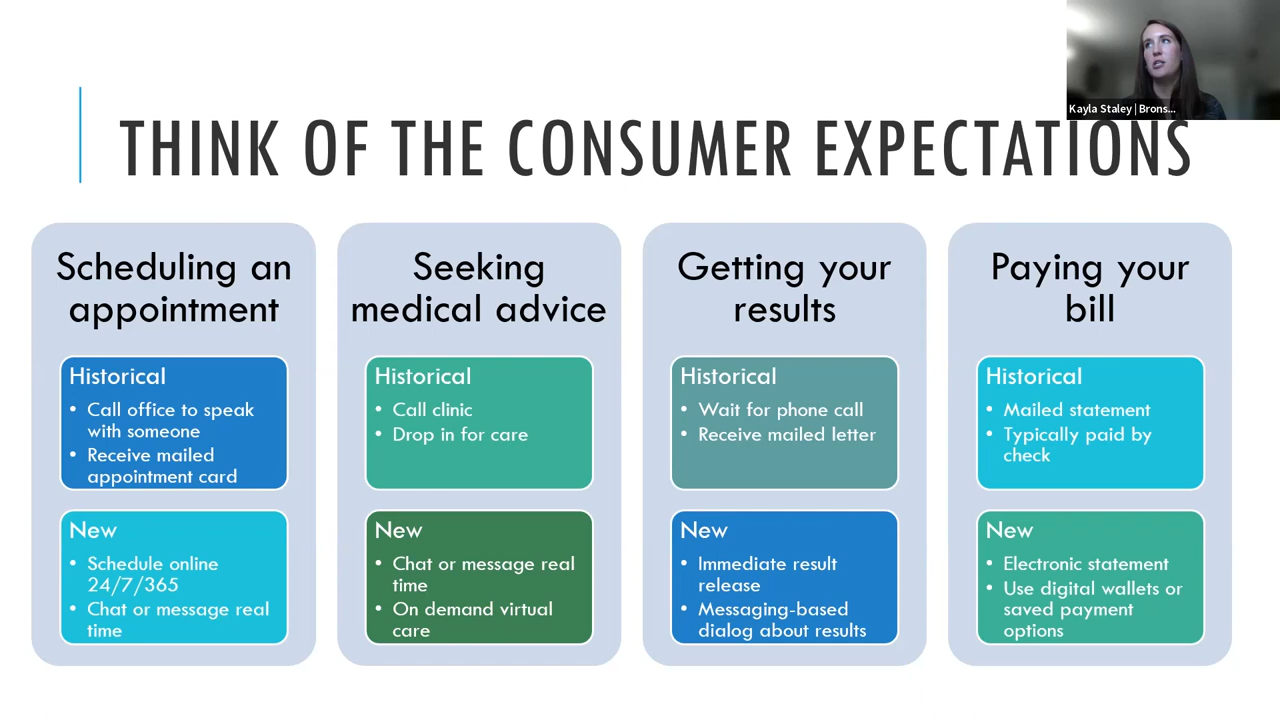 Kayla Staley | Brons...
THINK OF THE CONSUMER EXPECTATIONS
Scheduling an
appointment
Historical
• Call office to speak
with someone
• Receive mailed
appointment card
New
• Schedule online
24/7/365
• Chat or message real
time
Seeking
medical advice
Historical
• Call clinic
• Drop in for care
New
• Chat or message real
time
• On demand virtual
care
Getting your
results
Historical
• Wait for phone call
• Receive mailed letter
New
• Immediate result
release
• Messaging-based
dialog about results
Paying your
bill
Historical
• Mailed statement
• Typically paid by
check
New
• Electronic statement
• Use digital wallets or
saved payment
options